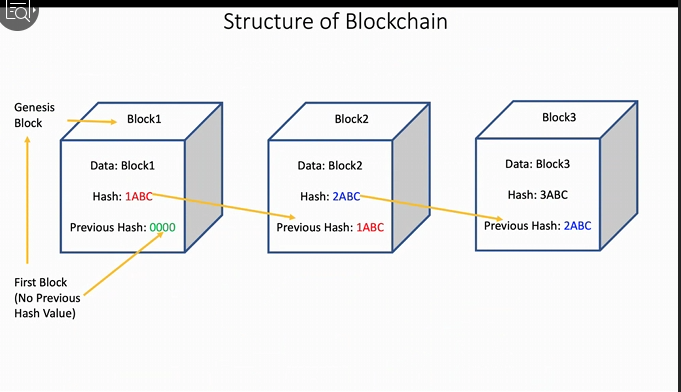 Structure of Blockchain
Genesis
Block
Block1
Data: Block1
Hash: 1ABC
Previous Hash: 0000
Block2
Data: Block2
Hash: 2ABC
Previous Hash: 1ABC
Block3
Data: Block3
Hash: 3ABC
Previous Hash: 2ABC
First Block
(No Previous
Hash Value)